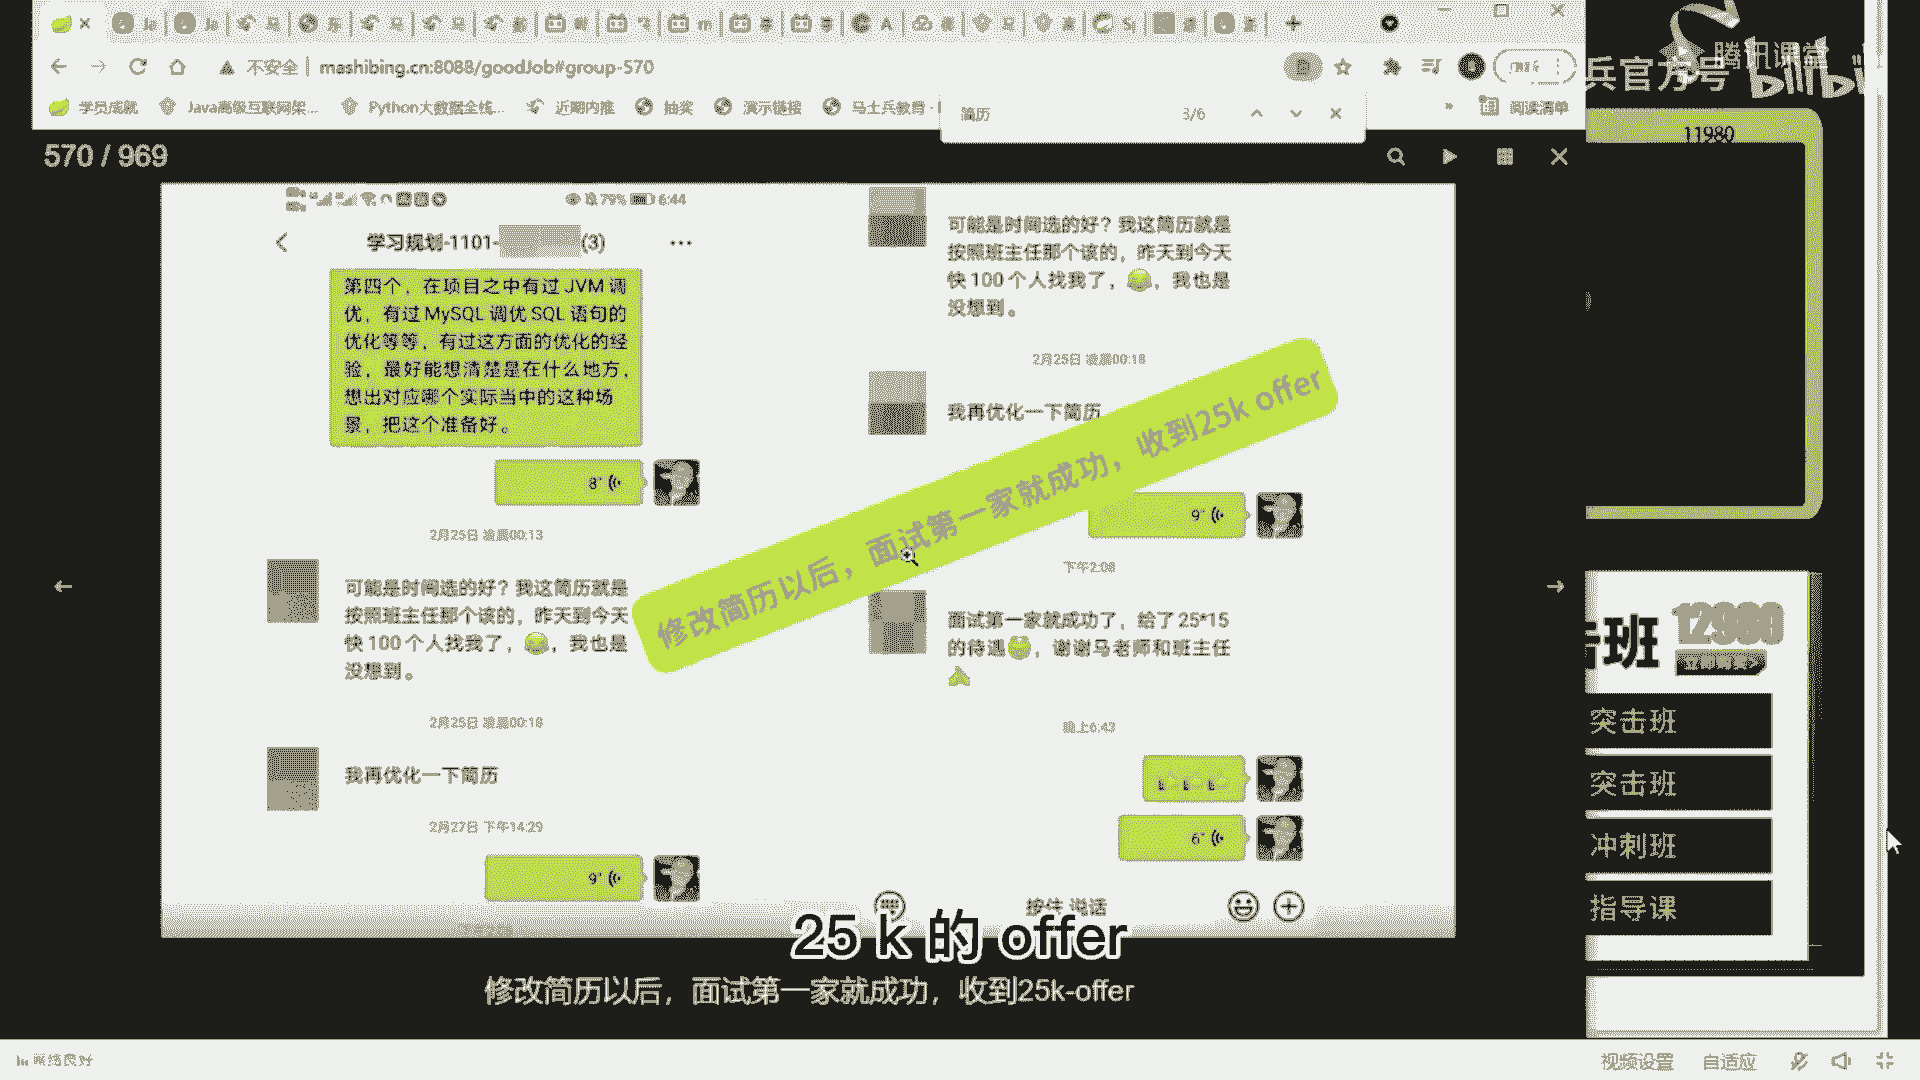 不安全
mashibing.cn:8088/goodJob#group-570
学员成就
Java高级互联网架...
Python大数据全栈...
近期内推
抽奖
演示链接
马士兵教育
简历
3/6
»
阅读清单
570 / 969
79%
6:44
学习规划-1101-
(3)
第四个，在项目之中有过 JVM 调
优，有过 MySQL 调优 SQL 语句的
优化等等，有过这方面的优化的经
验，最好能想清楚是在什么地方，
想出对应哪个实际当中的这种场
景，把这个准备好。
8"
2月25日 凌晨00:13
可能是时间选的好？我这简历就是
按照班主任那个该的，昨天到今天
快 100 个人找我了，，我也是
没想到。
2月25日 凌晨00:18
我再优化一下简历
2月27日 下午14:29
9"
可能是时间选的好？我这简历就是
按照班主任那个该的，昨天到今天
快 100 个人找我了，，我也是
没想到。
2月25日 凌晨00:18
我再优化一下简历
9"
下午2:08
面试第一家就成功了，给了 25*15
的待遇，谢谢马老师和班主任
晚上6:43
6"
按住 说话
修改简历以后，面试第一家就成功，收到25k offer
25 k 的 offer
修改简历以后，面试第一家就成功，收到25k-offer
兵官方号
腾讯课堂
bilibi
11980
击班
12980
突击班
突击班
冲刺班
指导课
网络良好
视频设置
自适应